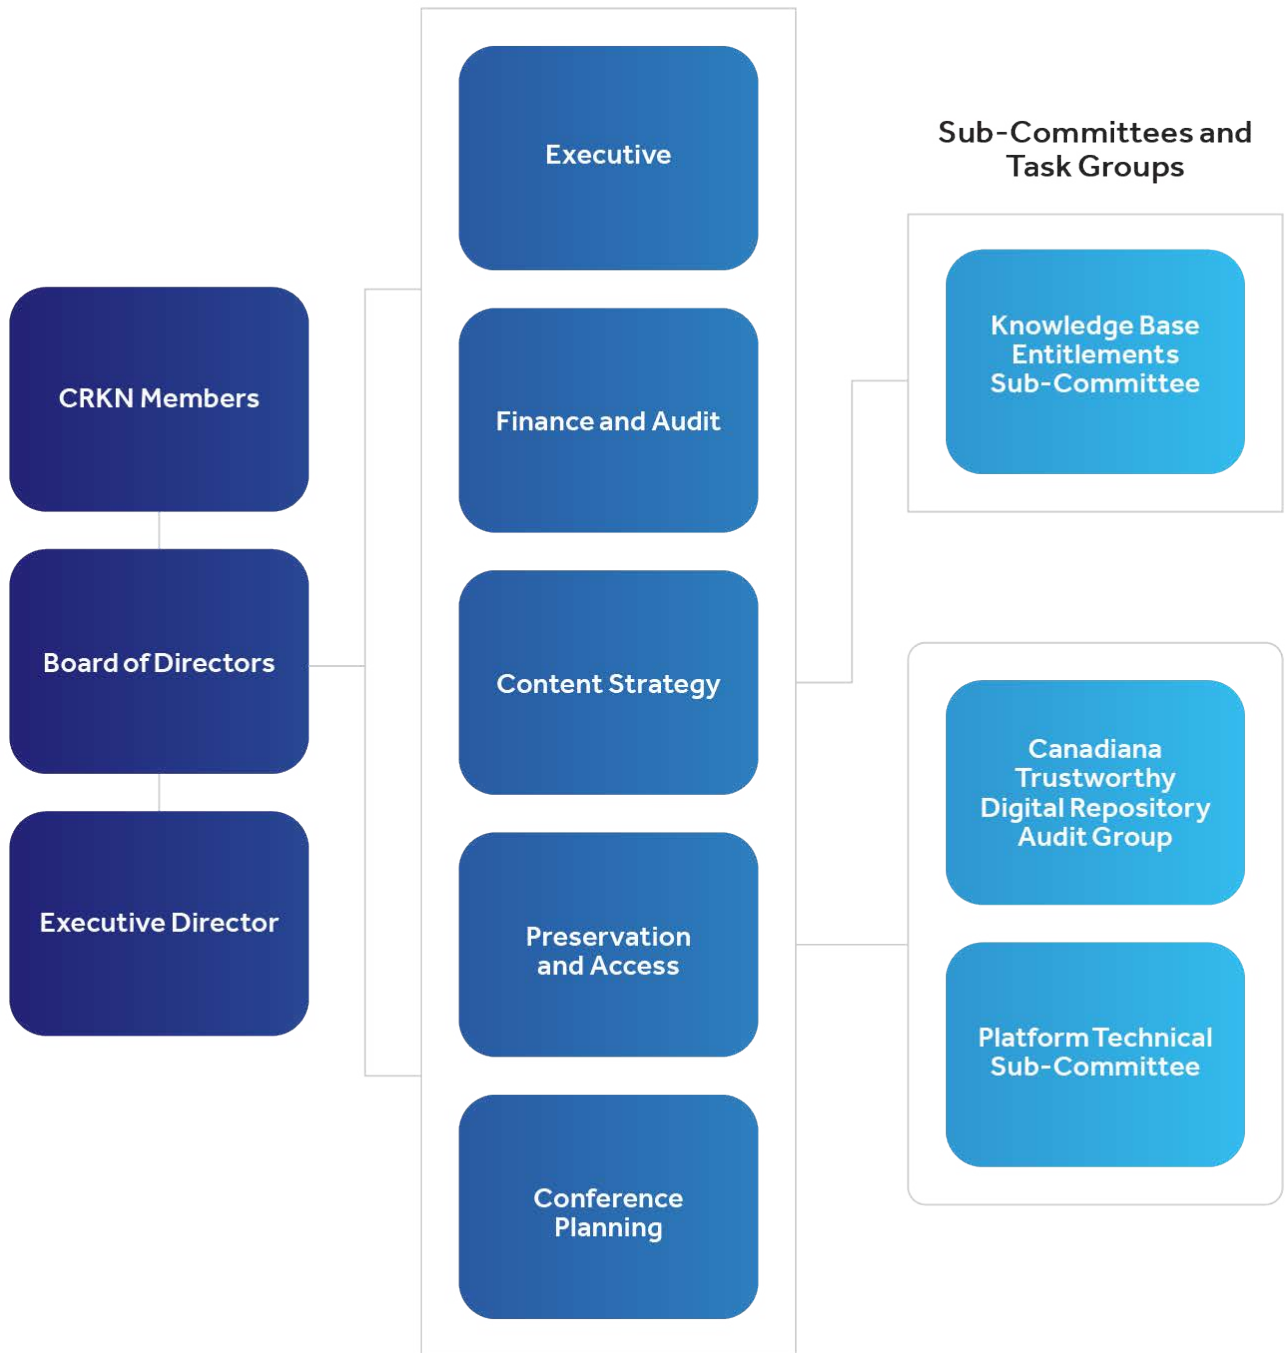 CRKN Members
Board of Directors
Executive Director
Executive
Finance and Audit
Content Strategy
Preservation
and Access
Conference
Planning
Sub-Committees and
Task Groups
Knowledge Base
Entitlements
Sub-Committee
Canadiana
Trustworthy
Digital Repository
Audit Group
Platform Technical
Sub-Committee